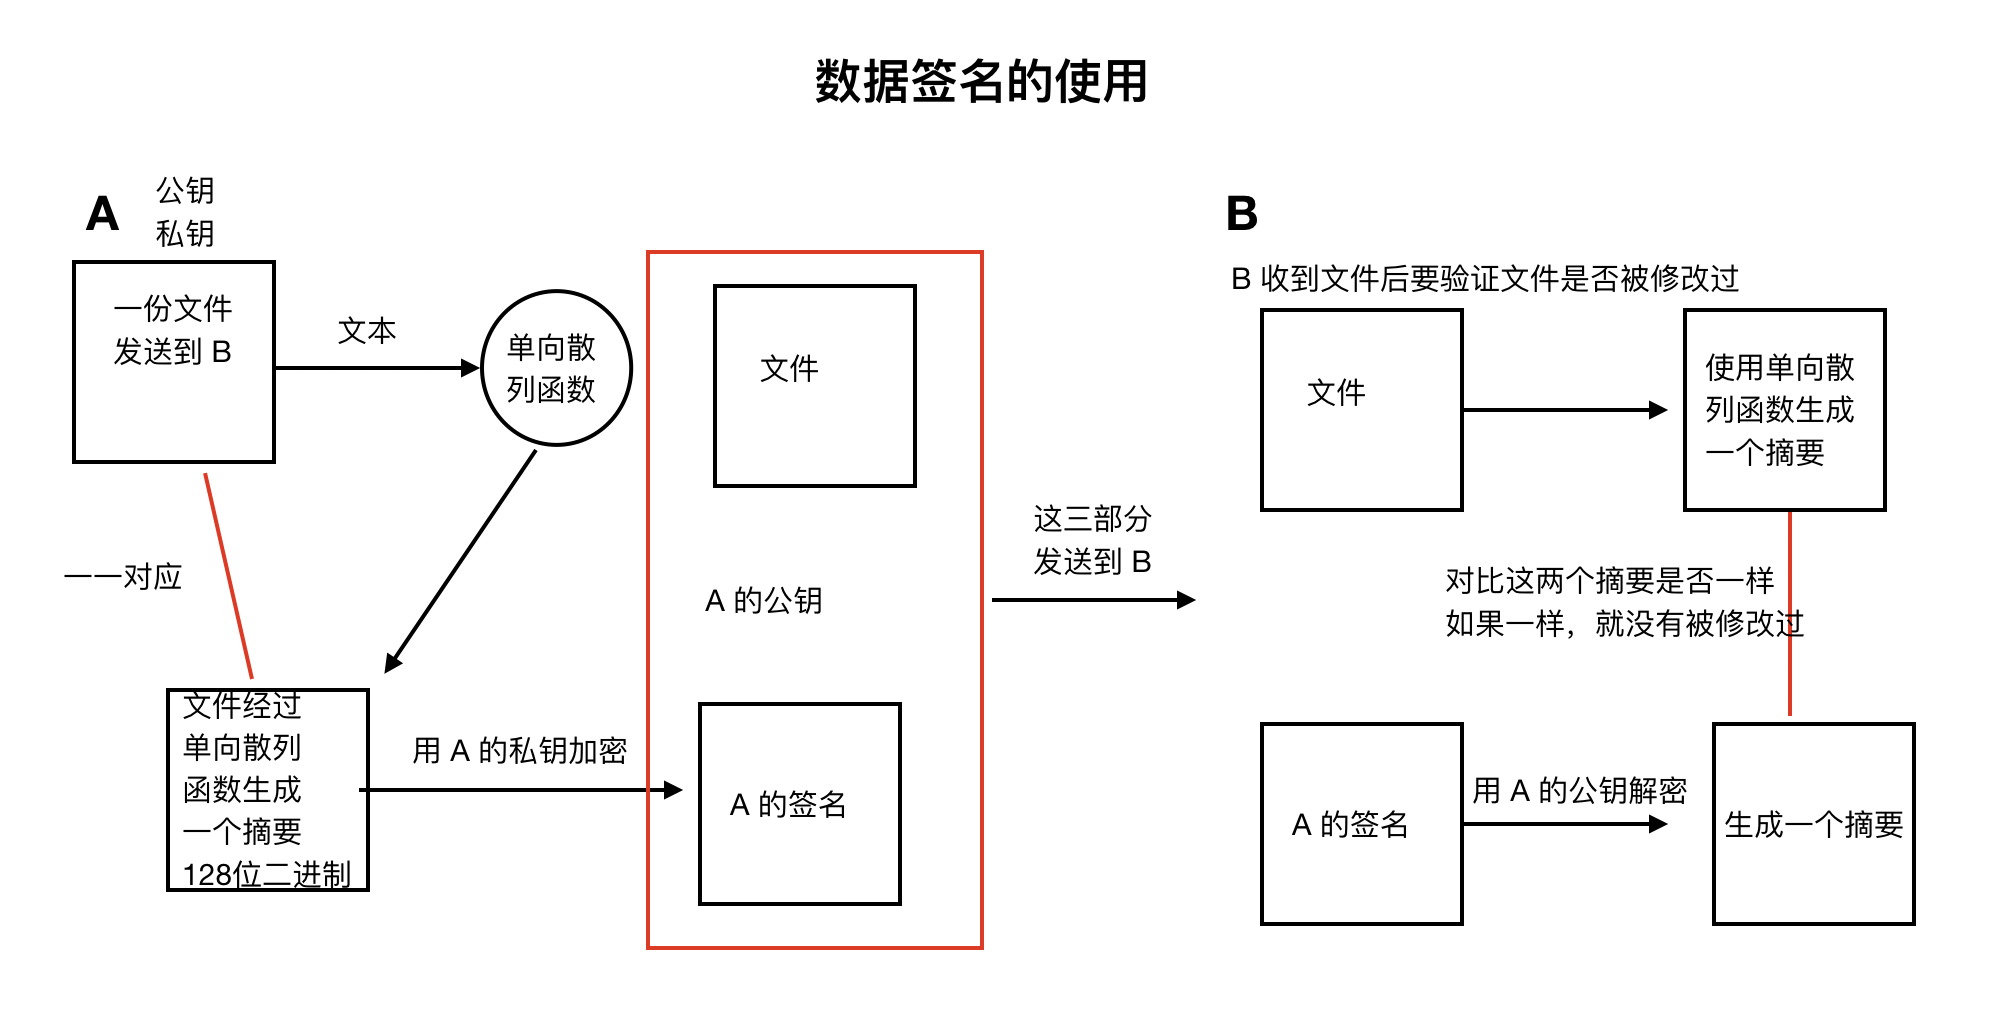 数据签名的使用
A
公钥
私钥
一份文件
发送到 B
文本
单向散
列函数
一一对应
文件经过
单向散列
函数生成
一个摘要
128位二进制
用 A 的私钥加密
文件
A 的公钥
A 的签名
这三部分
发送到 B
B
B 收到文件后要验证文件是否被修改过
文件
使用单向散
列函数生成
一个摘要
对比这两个摘要是否一样
如果一样，就没有被修改过
A 的签名
用 A 的公钥解密
生成一个摘要